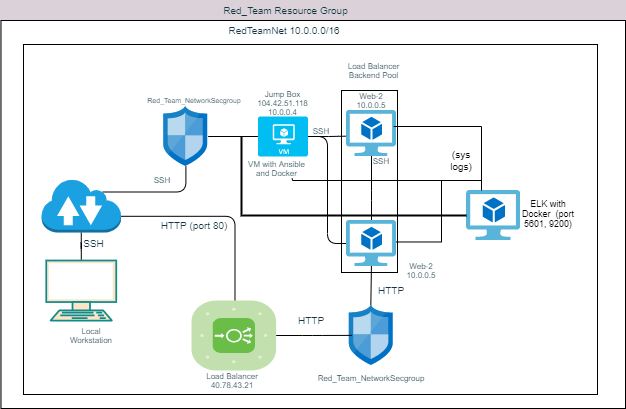 Red_Team Resource Group
RedTeamNet 10.0.0.0/16
Load Balancer
Backend Pool
Red_Team_NetworkSecgroup
Jump Box
104.42.51.118
10.0.0.4
Web-2
10.0.0.5
SSH
VM
SSH
(sys
logs)
VM with Ansible
and Docker
SSH
ELK with
Docker (port
5601, 9200)
HTTP (port 80)
SSH
Web-2
10.0.0.5
HTTP
Local
Workstation
HTTP
Load Balancer
40.78.43.21
Red_Team_NetworkSecgroup